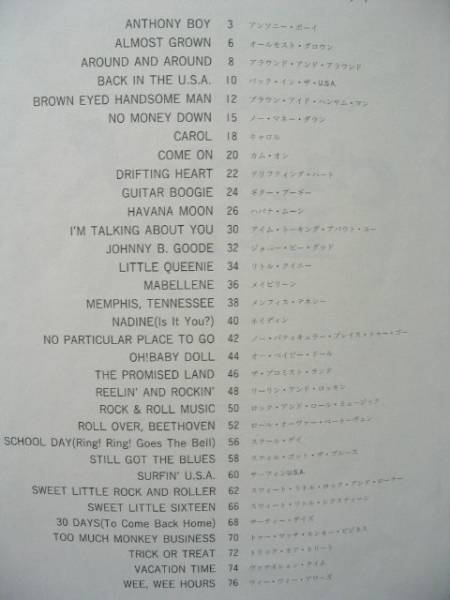 ANTHONY BOY 3 アンソニー・ボーイ
ALMOST GROWN 6 オールモスト・グロウン
AROUND AND AROUND 8 アラウンド・アンド・アラウンド
BACK IN THE U.S.A. 10 バック・イン・ザ・U.S.A.
BROWN EYED HANDSOME MAN 12 ブラウン・アイド・ハンサム・マン
NO MONEY DOWN 15 ノー・マネー・ダウン
CAROL 18 キャロル
COME ON 20 カム・オン
DRIFTING HEART 22 ドリフティング・ハート
GUITAR BOOGIE 24 ギター・ブギー
HAVANA MOON 26 ハバナ・ムーン
I'M TALKING ABOUT YOU 30 アイム・トーキング・アバウト・ユー
JOHNNY B. GOODE 32 ジョニー・ビー・グッド
LITTLE QUEENIE 34 リトル・クイニー
MABELLENE 36 メイビリーン
MEMPHIS, TENNESSEE 38 メンフィス・テネシー
NADINE(Is It You?) 40 ネイディン
NO PARTICULAR PLACE TO GO 42 ノー・パティキュラー・プレイス・トゥー・ゴー
OH!BABY DOLL 44 オー・ベイビー・ドール
THE PROMISED LAND 46 ザ・プロミスト・ランド
REELIN' AND ROCKIN' 48 リーリン・アンド・ロッキン
ROCK & ROLL MUSIC 50 ロック・アンド・ロール・ミュージック
ROLL OVER, BEETHOVEN 52 ロール・オーヴァー・ベートーヴェン
SCHOOL DAY(Ring! Ring! Goes The Bell) 56 スクール・デイ
STILL GOT THE BLUES 58 スティル・ゴット・ザ・ブルース
SURFIN' U.S.A. 60 サーフィンU.S.A.
SWEET LITTLE ROCK AND ROLLER 62 スウィート・リトル・ロック・アンド・ローラー
SWEET LITTLE SIXTEEN 66 スウィート・リトル・シックスティーン
30 DAYS(To Come Back Home) 68 サーティー・デイズ
TOO MUCH MONKEY BUSINESS 70 トゥー・マッチ・モンキー・ビジネス
TRICK OR TREAT 72 トリック・オア・トリート
VACATION TIME 74 ヴァケイション・タイム
WEE, WEE HOURS 76 ウィー・ウィー・アワーズ